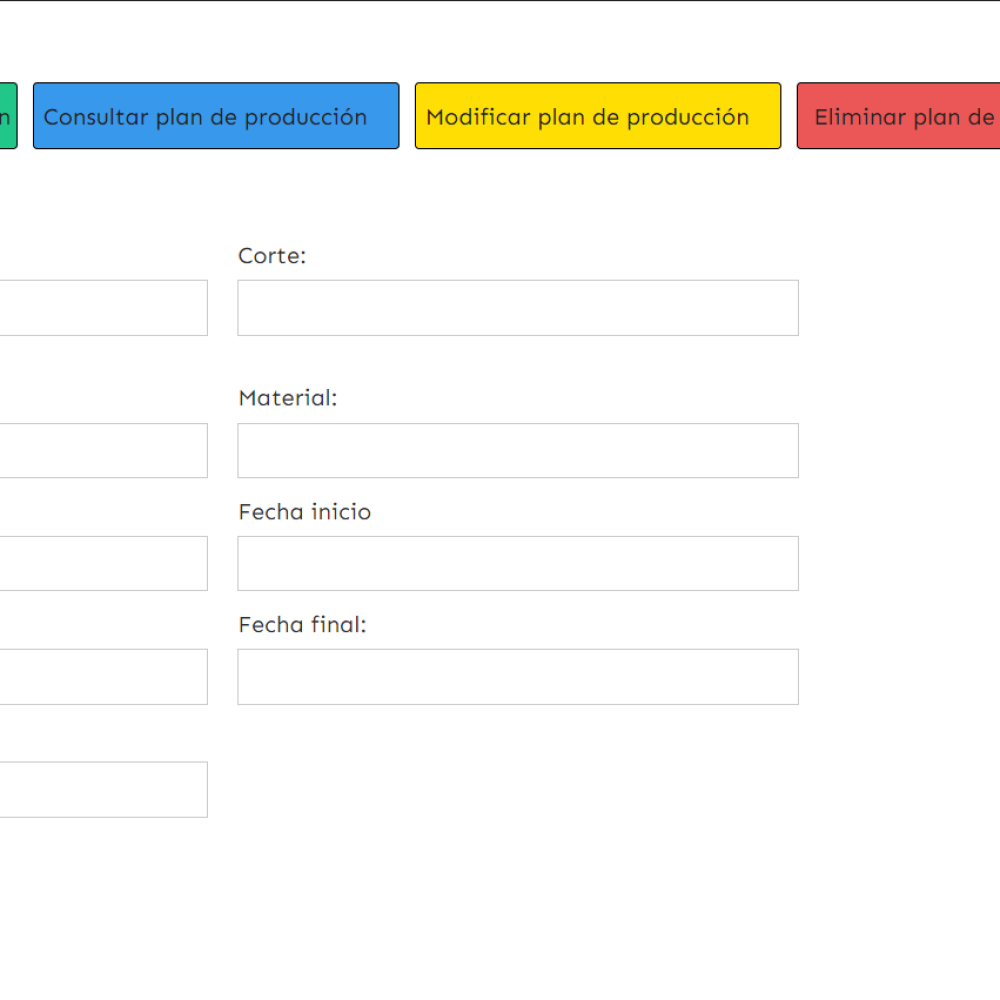 n
Consultar plan de producción
Modificar plan de producción
Eliminar plan de
Corte:
Material:
Fecha inicio
Fecha final: